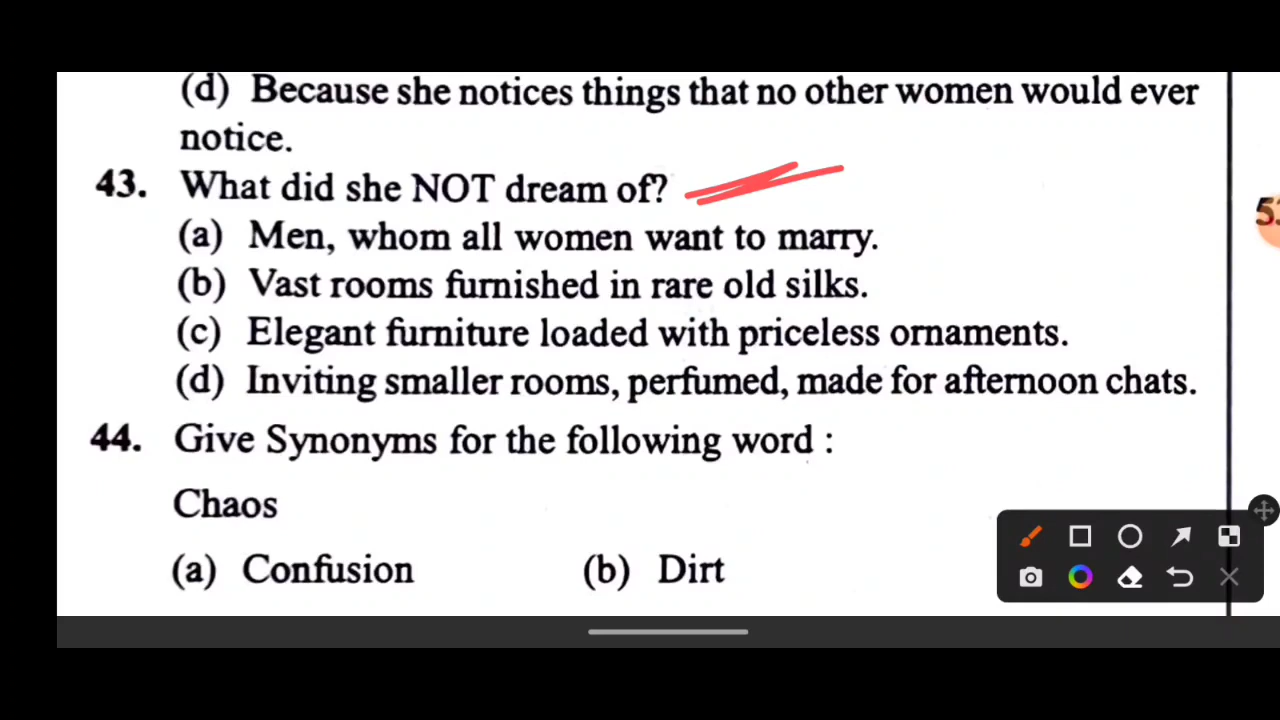 (d) Because she notices things that no other women would ever
notice.
43. What did she NOT dream of?
(a) Men, whom all women want to marry.
(b) Vast rooms furnished in rare old silks.
(c) Elegant furniture loaded with priceless ornaments.
(d) Inviting smaller rooms, perfumed, made for afternoon chats.
44. Give Synonyms for the following word :
Chaos
(a) Confusion (b) Dirt